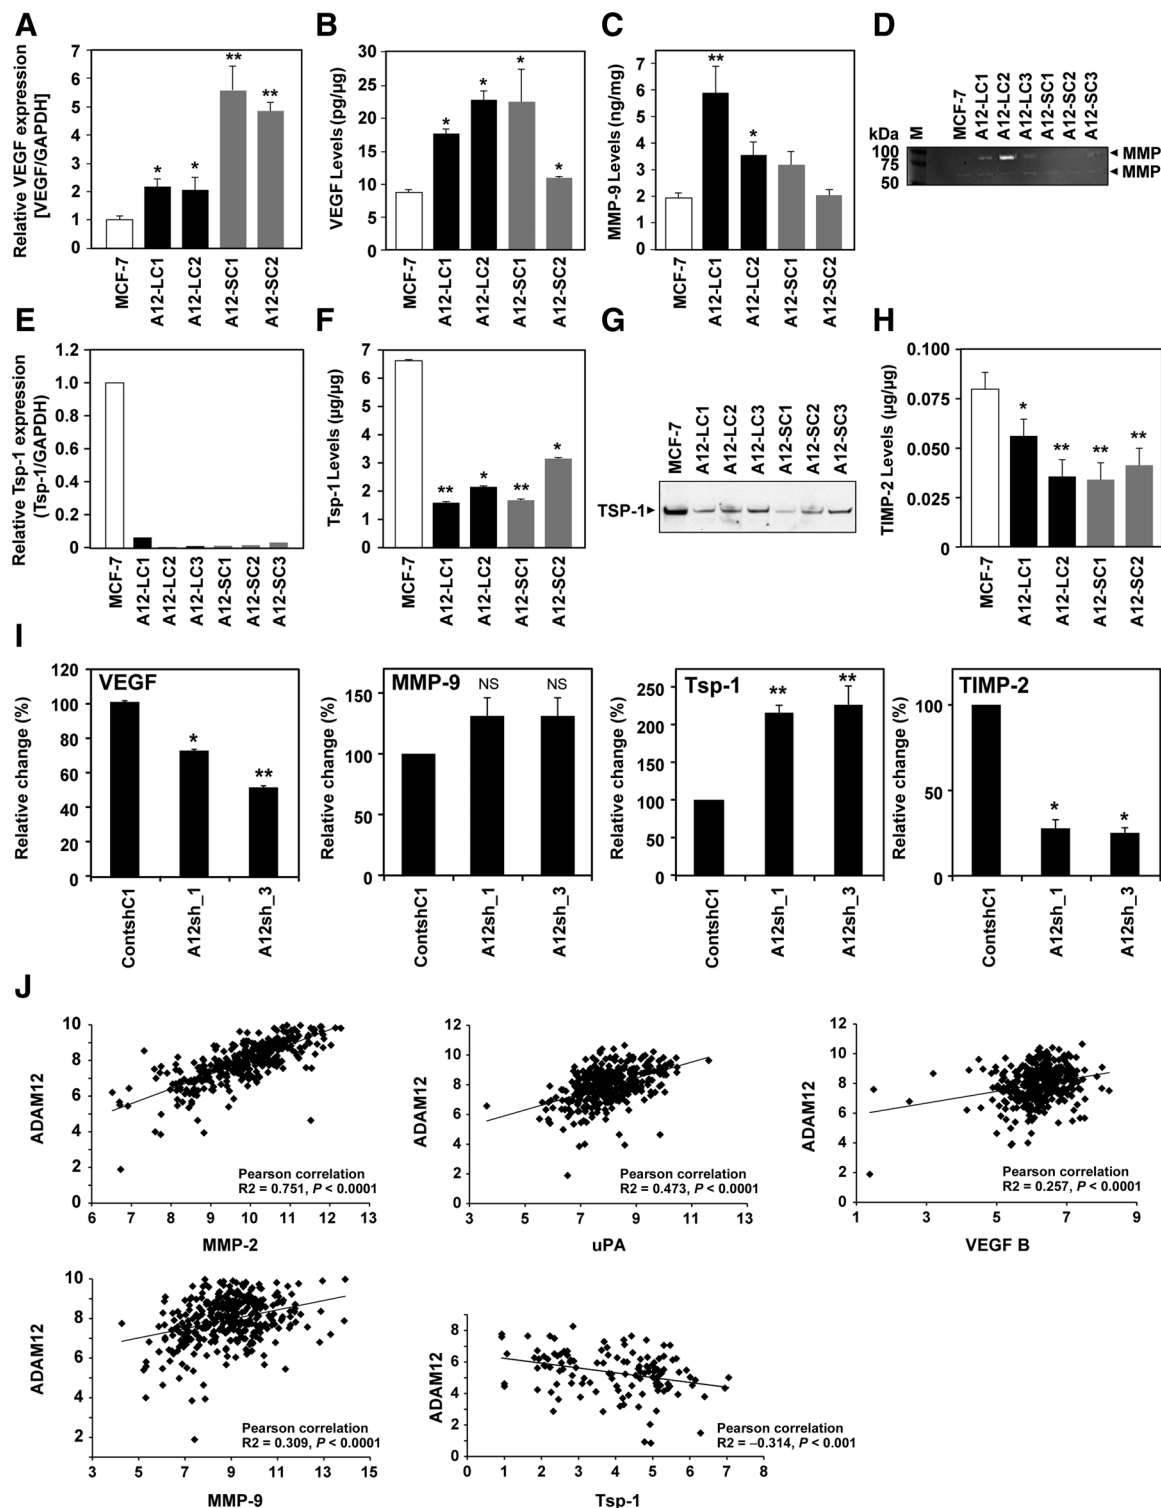 A
Relative VEGF expression
[VEGF/GAPDH]
7
6
5
4
3
2
1
0
*
*
**
**
MCF-7
A12-LC1
A12-LC2
A12-SC1
A12-SC2
B
VEGF Levels (pg/µg)
30
25
20
15
10
5
0
*
*
*
*
MCF-7
A12-LC1
A12-LC2
A12-SC1
A12-SC2
C
MMP-9 Levels (ng/mg)
7
6
5
4
3
2
1
0
**
*
MCF-7
A12-LC1
A12-LC2
A12-SC1
A12-SC2
D
kDa
M
MCF-7
A12-LC1
A12-LC2
A12-LC3
A12-SC1
A12-SC2
A12-SC3
100
75
50
MMP
MMP
E
Relative Tsp-1 expression
(Tsp-1/GAPDH)
1.2
1.0
0.8
0.6
0.4
0.2
0
MCF-7
A12-LC1
A12-LC2
A12-LC3
A12-SC1
A12-SC2
A12-SC3
F
Tsp-1 Levels (µg/µg)
7
6
5
4
3
2
1
0
**
*
**
*
MCF-7
A12-LC1
A12-LC2
A12-SC1
A12-SC2
G
MCF-7
A12-LC1
A12-LC2
A12-LC3
A12-SC1
A12-SC2
A12-SC3
TSP-1
H
TIMP-2 Levels (µg/µg)
0.100
0.075
0.050
0.025
0
*
**
**
**
MCF-7
A12-LC1
A12-LC2
A12-SC1
A12-SC2
I
VEGF
Relative change (%)
120
100
80
60
40
20
0
*
**
ContshC1
A12sh_1
A12sh_3
MMP-9
Relative change (%)
150
100
50
0
NS
NS
ContshC1
A12sh_1
A12sh_3
Tsp-1
Relative change (%)
250
200
150
100
50
0
**
**
ContshC1
A12sh_1
A12sh_3
TIMP-2
Relative change (%)
100
50
0
*
*
ContshC1
A12sh_1
A12sh_3
J
ADAM12
10
8
6
4
2
0
Pearson correlation
R2 = 0.751, P < 0.0001
6 7 8 9 10 11 12 13
MMP-2
ADAM12
12
10
8
6
4
2
0
Pearson correlation
R2 = 0.473, P < 0.0001
3 5 7 9 11 13
uPA
ADAM12
12
10
8
6
4
2
0
Pearson correlation
R2 = 0.257, P < 0.0001
1 3 5 7 9
VEGF B
ADAM12
10
8
6
4
2
Pearson correlation
R2 = 0.309, P < 0.0001
3 5 7 9 11 13 15
MMP-9
ADAM12
8
6
4
2
0
Pearson correlation
R2 = –0.314, P < 0.001
0 1 2 3 4 5 6 7 8
Tsp-1